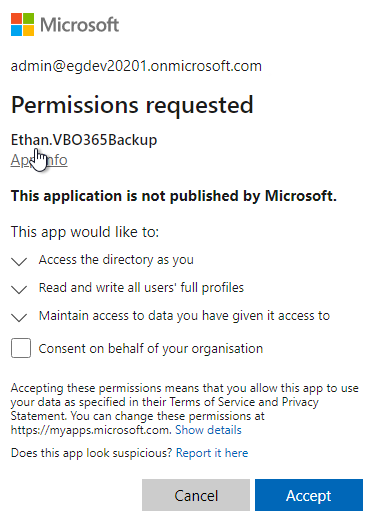 Microsoft
admin@egdev20201.onmicrosoft.com
Permissions requested
Ethan.VBO365Backup
App info
This application is not published by Microsoft.
This app would like to:
Access the directory as you
Read and write all users' full profiles
Maintain access to data you have given it access to
Consent on behalf of your organisation
Accepting these permissions means that you allow this app to use
your data as specified in their Terms of Service and Privacy
Statement. You can change these permissions at
https://myapps.microsoft.com. Show details
Does this app look suspicious? Report it here
Cancel Accept